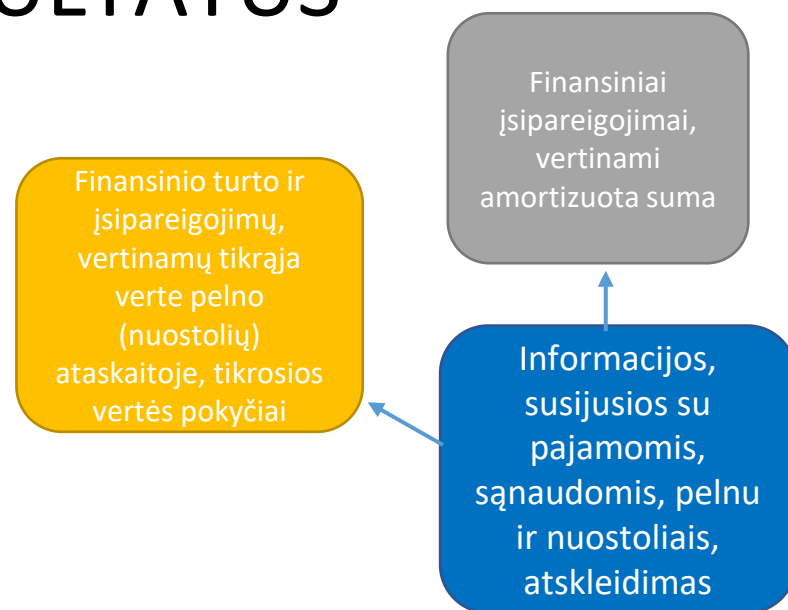 Finansiniai
įsipareigojimai,
vertinami
amortizuota suma
Finansinio turto ir
įsipareigojimų,
vertinamų tikrąja
verte pelno
(nuostolių)
ataskaitoje, tikrosios
vertės pokyčiai
Informacijos,
susijusios su
pajamomis,
sąnaudomis, pelnu
ir nuostoliais,
atskleidimas